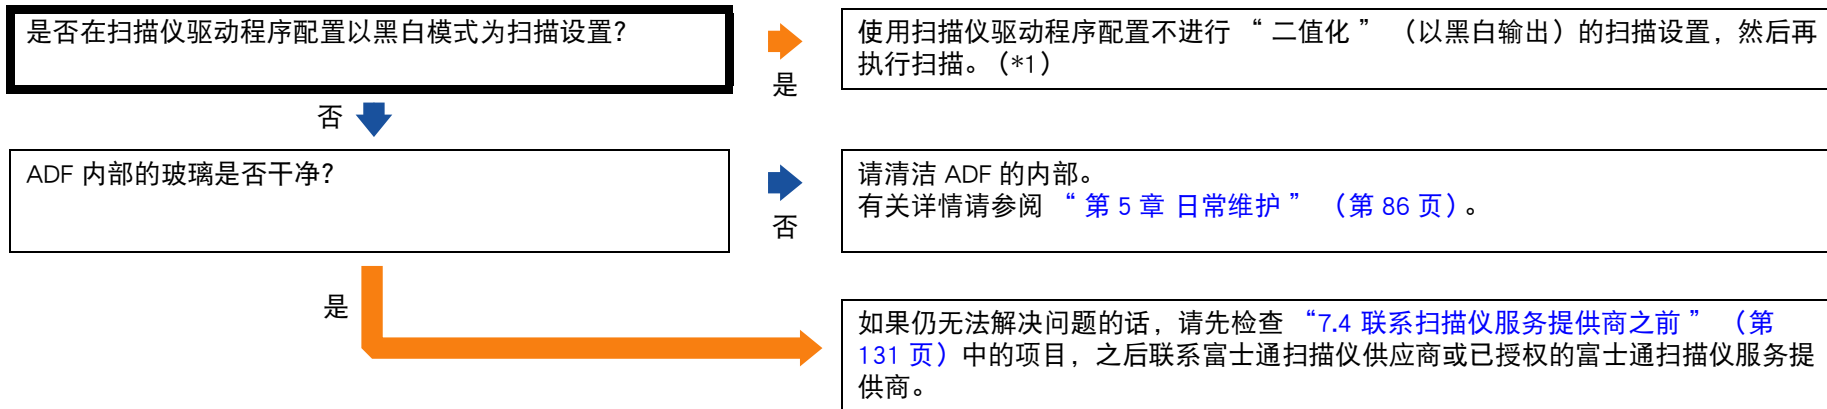 是否在扫描仪驱动程序配置以黑白模式为扫描设置？
是
使用扫描仪驱动程序配置不进行 “ 二值化 ” （以黑白输出）的扫描设置，然后再
执行扫描。（*1）
否
ADF 内部的玻璃是否干净？
否
请清洁 ADF 的内部。
有关详情请参阅 “ 第 5 章 日常维护 ” （第 86 页）。
是
如果仍无法解决问题的话，请先检查 “7.4 联系扫描仪服务提供商之前 ” （第
131 页）中的项目，之后联系富士通扫描仪供应商或已授权的富士通扫描仪服务提
供商。